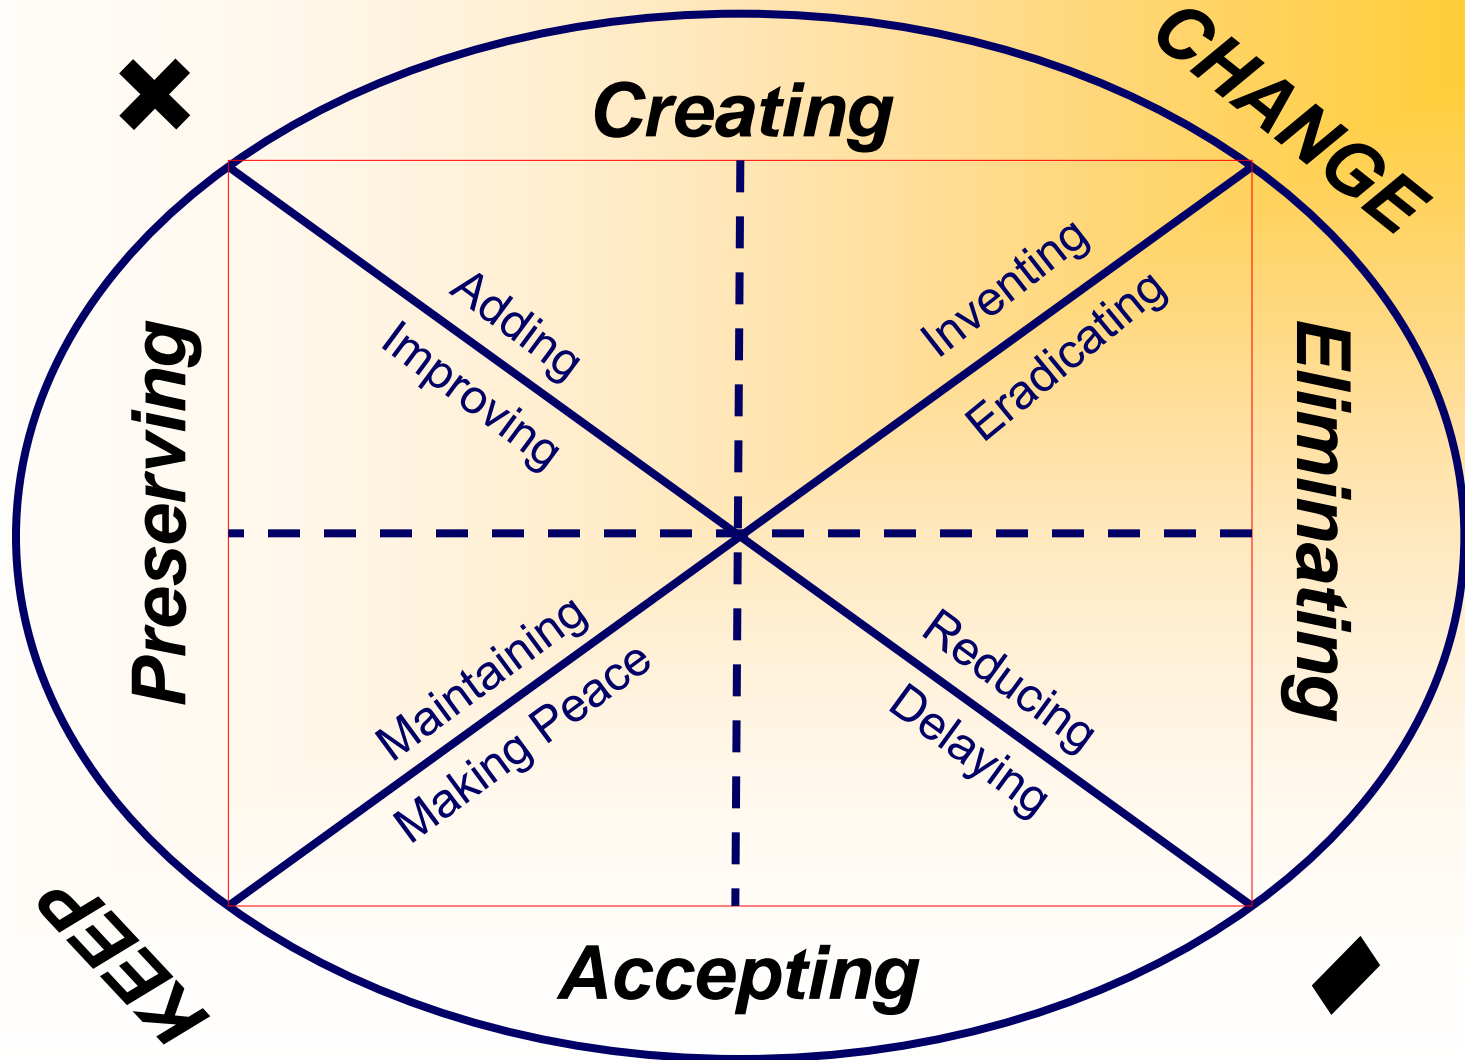 CHANGE
Creating
Adding
Improving
Inventing
Eradicating
Preserving
Eliminating
Maintaining
Making Peace
Reducing
Delaying
KEEP
Accepting